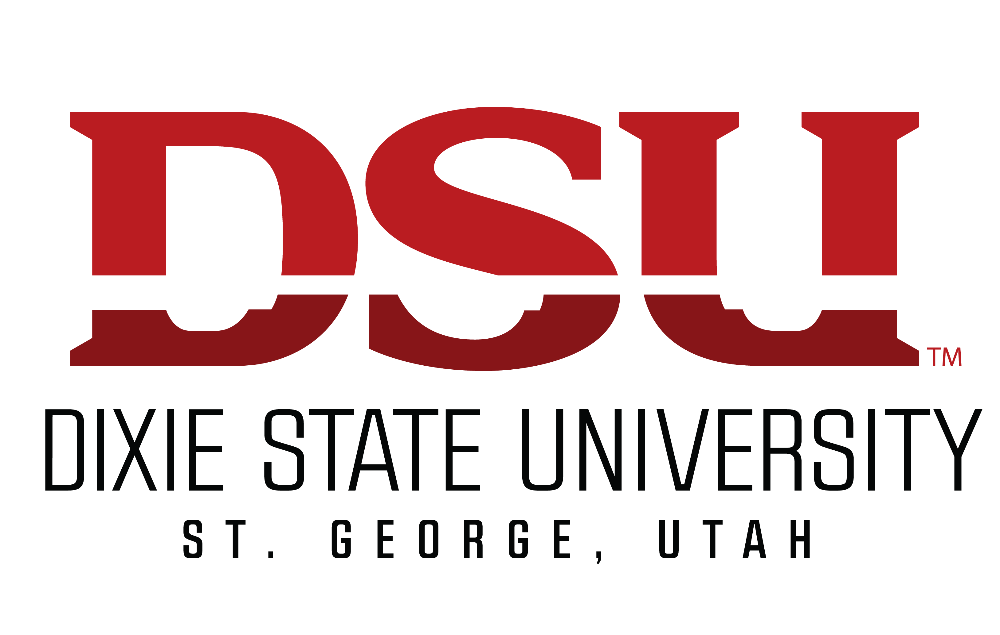 DSU™
DIXIE STATE UNIVERSITY
ST. GEORGE, UTAH